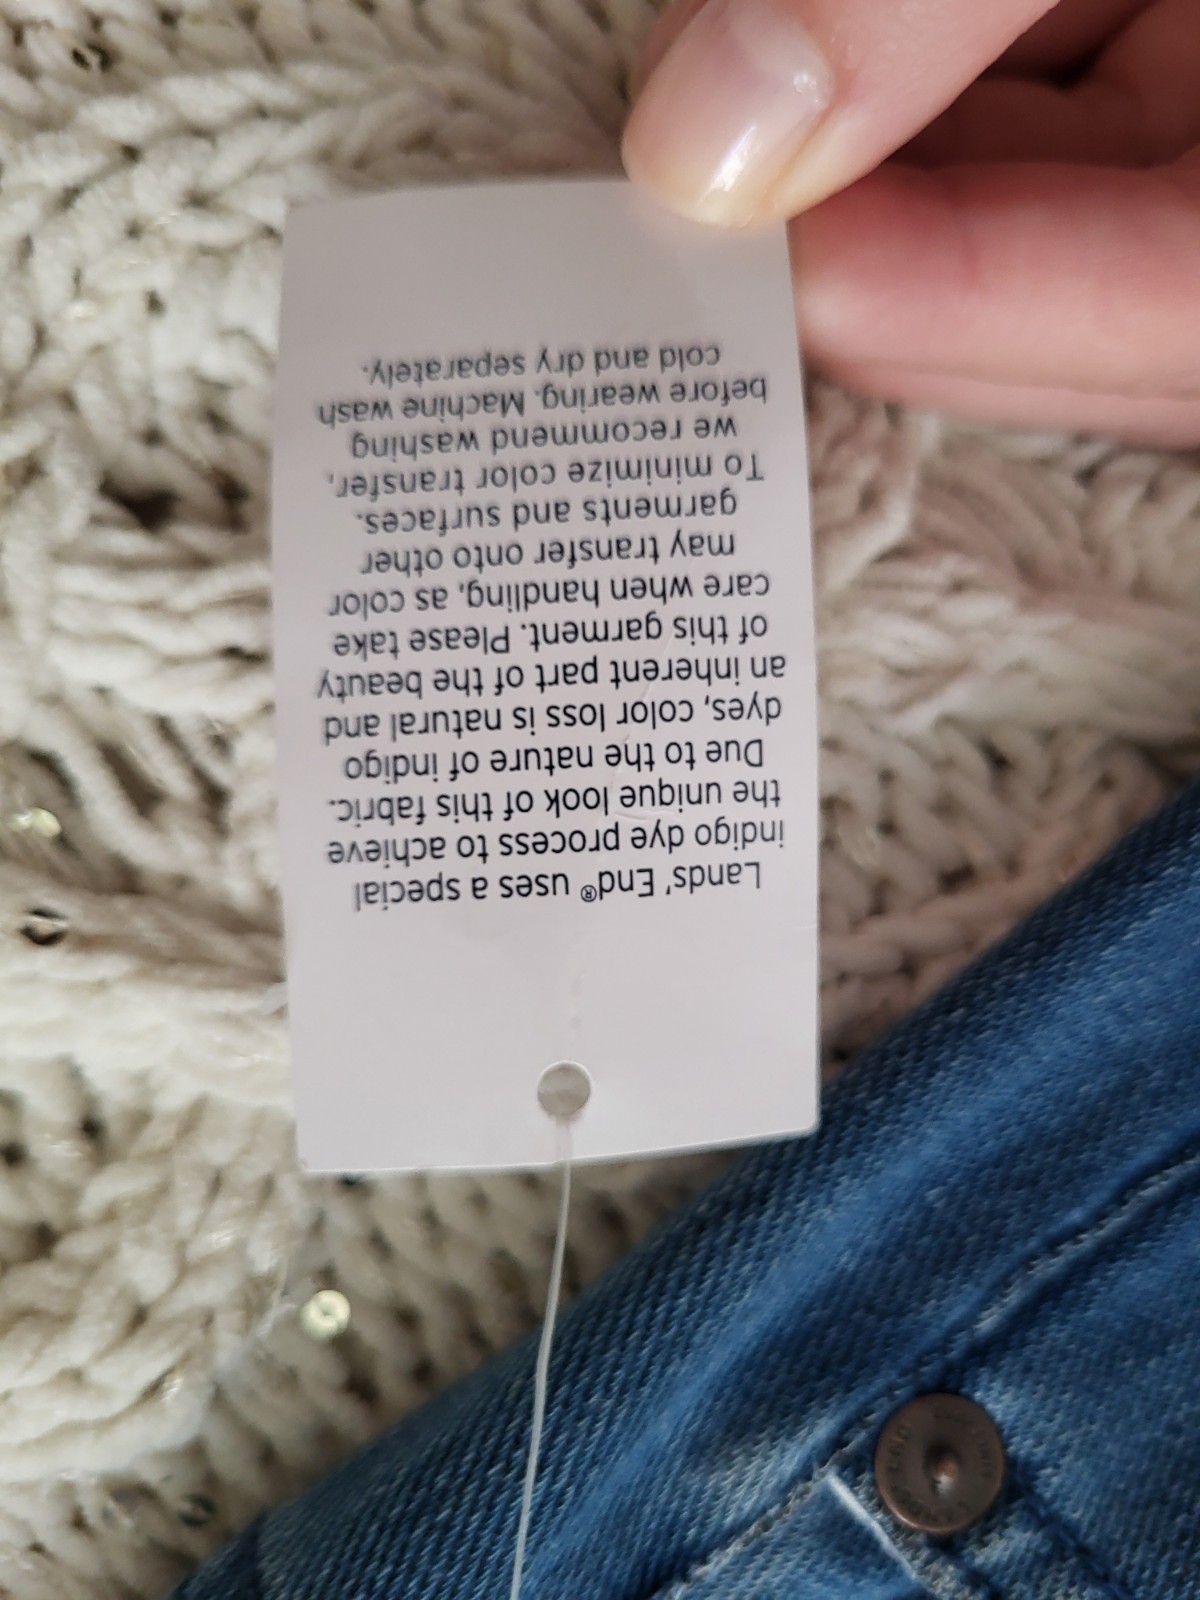 Lands' End® uses a special
indigo dye process to achieve
the unique look of this fabric.
Due to the nature of indigo
dyes, color loss is natural and
an inherent part of the beauty
of this garment. Please take
care when handling, as color
may transfer onto other
garments and surfaces.
To minimize color transfer,
we recommend washing
before wearing. Machine wash
cold and dry separately.